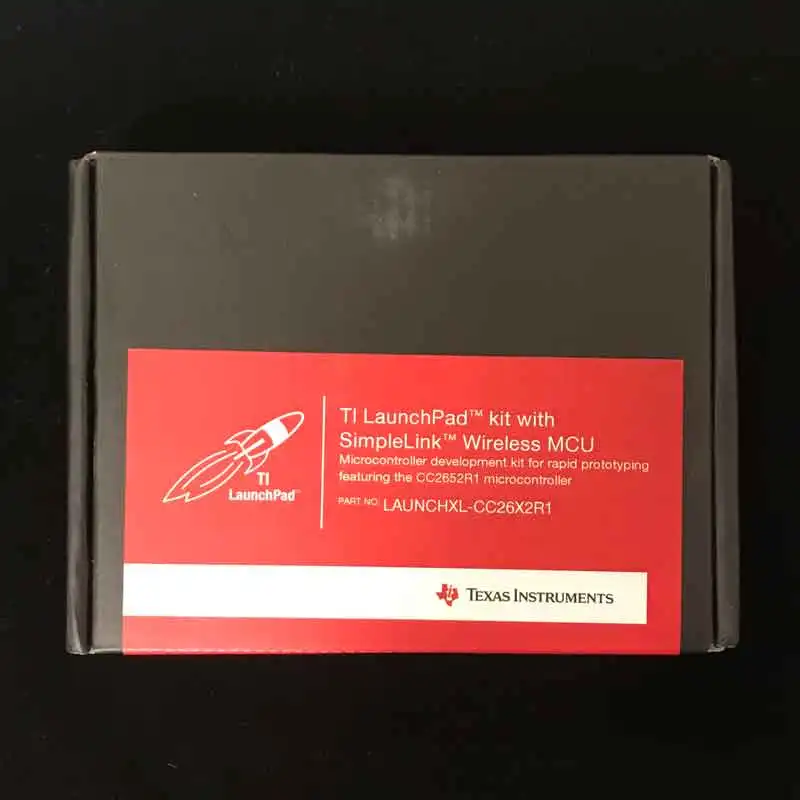 TI LaunchPad™ kit with
SimpleLink™ Wireless MCU
Microcontroller development kit for rapid prototyping
featuring the CC2652R1 microcontroller
PART NO: LAUNCHXL-CC26X2R1
TI
LaunchPad™
TEXAS INSTRUMENTS